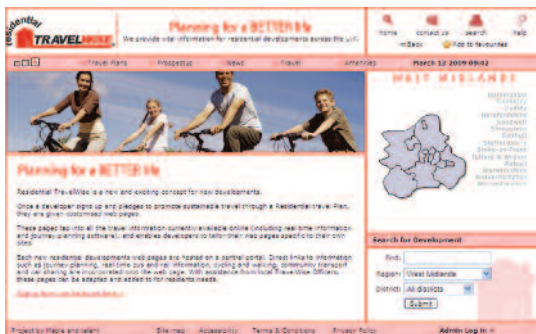 residential
TRAVELWISE
Planning for a BETTER life
We provide vital information for residential developments across the U.K.
home contact us search help
Back Add to favourites
Travel Plans Prospectus News Travel Amenities March 12 2009 09:42
WEST MIDLANDS
Birmingham
Coventry
Dudley
Herefordshire
Sandwell
Shropshire
Solihull
Staffordshire
Stoke-on-Trent
Telford & Wrekin
Walsall
Warwickshire
Wolverhampton
Worcestershire
Planning for a BETTER life
Residential TravelWise is a new and exciting concept for new developments.
Once a developer signs up and pledges to promote sustainable travel through a Residential travel Plan,
they are given customised web pages.
These pages tap into all the travel information currently available online (including real time information
and journey planning software), and enables developers to tailor their web pages specific to their own
sites.
Each new residential developments web pages are hosted on a central portal. Direct links to information
such as journey planning, real time bus and rail information, cycling and walking, community transport
and car sharing are incorporated onto the web page. With assistance from local TravelWise Officers,
these pages can be adapted and added to for residents needs.
Search for Development
Find:
Region: West Midlands
District: All districts
Submit
Project by Maple and talent Site map Accessibility Terms & Conditions Privacy Policy Admin Log in